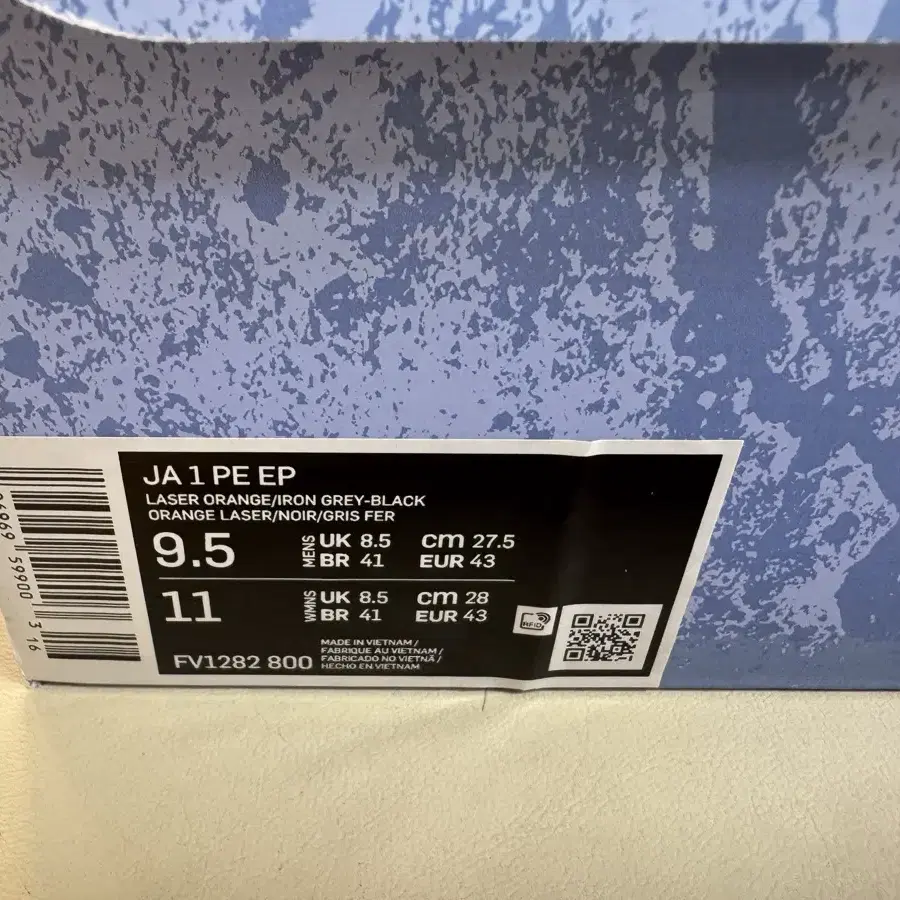 JA 1 PE EP
LASER ORANGE/IRON GREY-BLACK
ORANGE LASER/NOIR/GRIS FER
9.5 MENS UK 8.5 cm 27.5
BR 41 EUR 43
11 WMNS UK 8.5 cm 28
BR 41 EUR 43
RFID
FV1282 800
MADE IN VIETNAM /
FABRIQUE AU VIETNAM /
FABRICADO NO VIETNÃ /
HECHO EN VIETNAM
59900 316